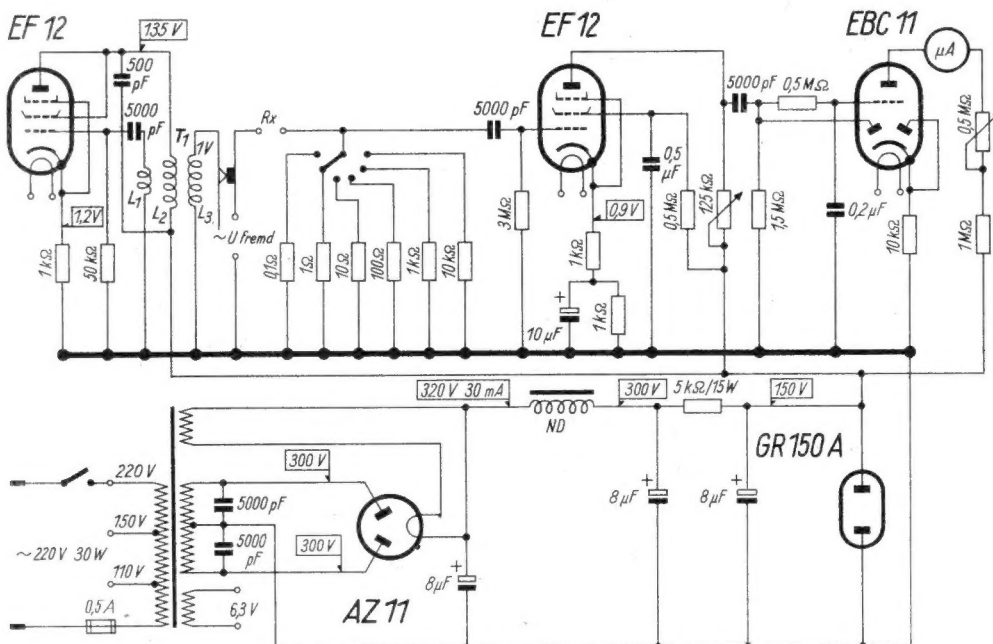 EF 12
135 V
500 pF
5000 pF
T1
1V
L1
L2
L3
1,2V
1 kΩ
50 kΩ
Rx
~ U fremd
0,1Ω
1Ω
10Ω
100Ω
1 kΩ
10 kΩ
5000 pF
EF 12
3 MΩ
0,9 V
1 kΩ
10 µF
+
1 kΩ
0,5 µF
0,5 MΩ
125 kΩ
5000 pF
0,5 MΩ
1,5 MΩ
EBC 11
µA
0,2 µF
10 kΩ
0,5 MΩ
1 MΩ
320 V 30 mA
ND
300 V
5 kΩ/15W
150 V
GR 150 A
220 V
150 V
110 V
~ 220 V 30 W
0,5 A
5000 pF
5000 pF
6,3 V
300 V
300 V
AZ 11
+
8 µF
+
8 µF
+
8 µF